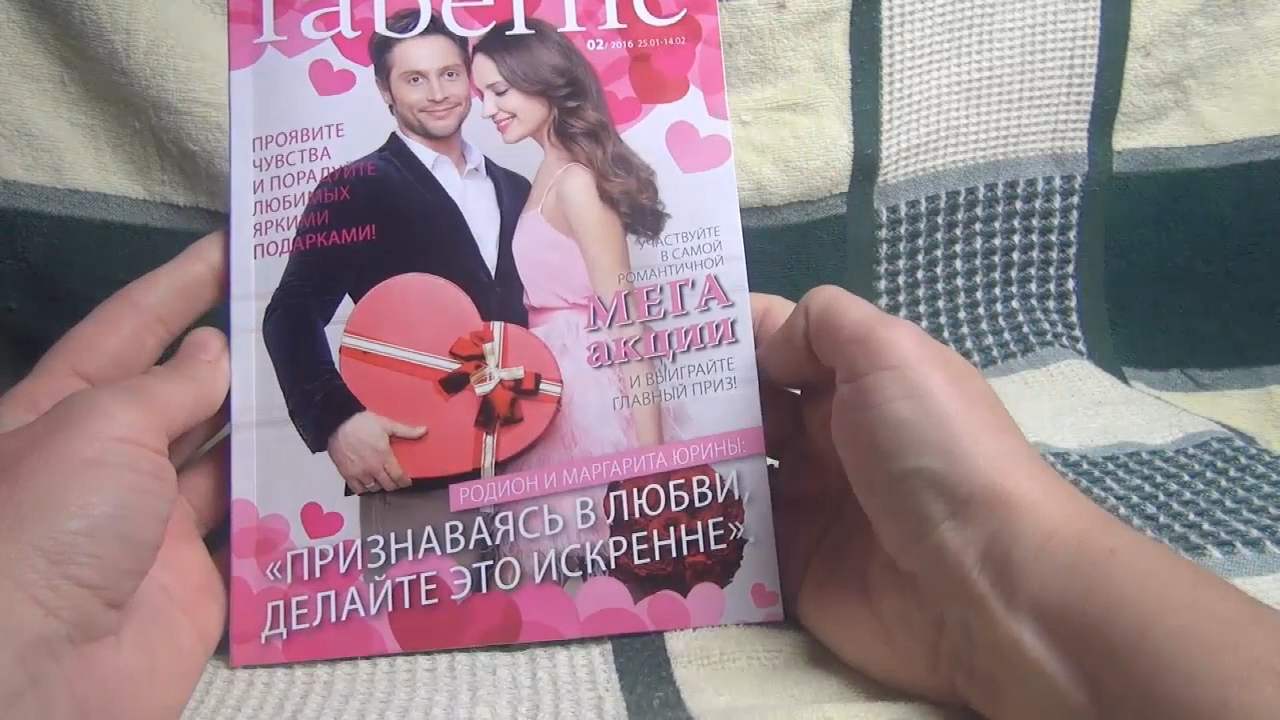 faberlic
02/ 2016 25.01-14.02
ПРОЯВИТЕ
ЧУВСТВА
И ПОРАДУЙТЕ
ЛЮБИМЫХ
ЯРКИМИ
ПОДАРКАМИ!
УЧАСТВУЙТЕ
В САМОЙ
РОМАНТИЧНОЙ
МЕГА
акции
И ВЫИГРАЙТЕ
ГЛАВНЫЙ ПРИЗ!
РОДИОН И МАРГАРИТА ЮРИНЫ:
«ПРИЗНАВАЯСЬ В ЛЮБВИ,
ДЕЛАЙТЕ ЭТО ИСКРЕННЕ»